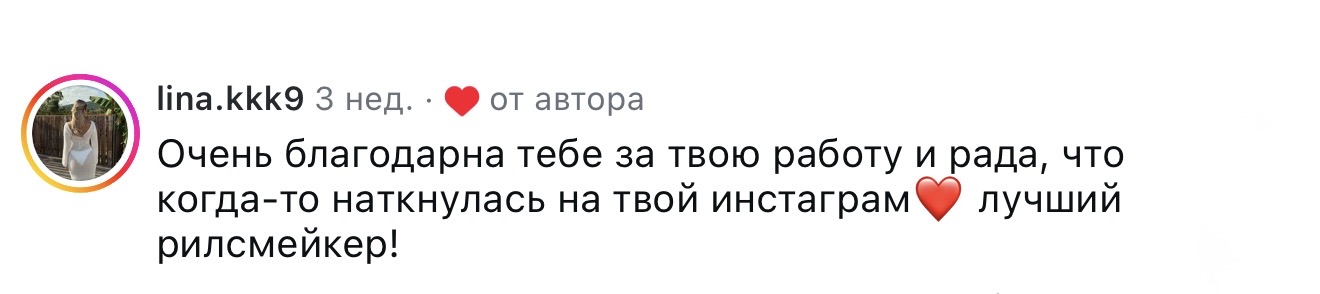 lina.kkk9 3 нед. · ❤️ от автора
Очень благодарна тебе за твою работу и рада, что
когда-то наткнулась на твой инстаграм❤️ лучший
рилсмейкер!